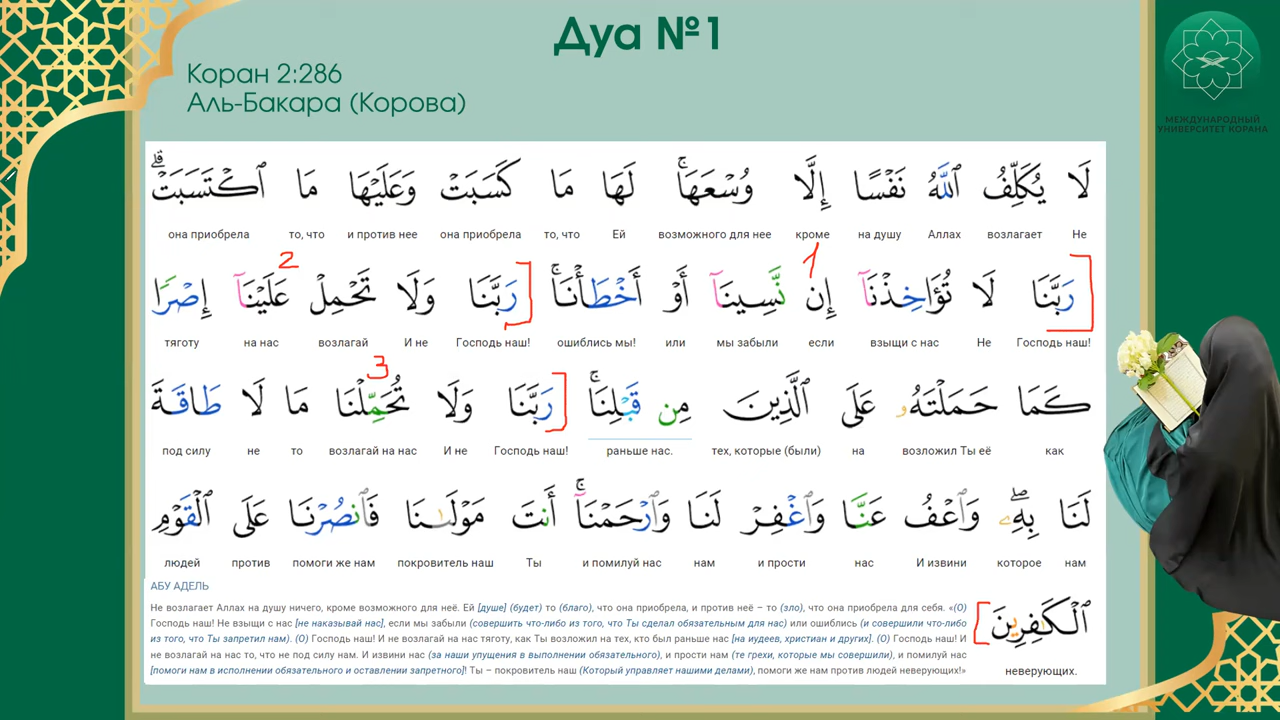 Дуа №1
Коран 2:286
Аль-Бакара (Корова)
МЕЖДУНАРОДНЫЙ
УНИВЕРСИТЕТ КОРАНА
لَا يُكَلِّفُ ٱللَّهُ نَفْسًا إِلَّا وُسْعَهَاۚ لَهَا مَا كَسَبَتْ وَعَلَيْهَا مَا ٱكْتَسَبَتْۗ
она приобрела то, что и против нее она приобрела то, что Ей возможного для нее кроме на душу Аллах возлагает Не
2 1
رَبَّنَا لَا تُؤَاخِذْنَآ إِن نَّسِينَآ أَوْ أَخْطَأْنَاۚ رَبَّنَا وَلَا تَحْمِلْ عَلَيْنَآ إِصْرًا
тяготу на нас возлагай И не Господь наш! ошиблись мы! или мы забыли если взыщи с нас Не Господь наш!
3
كَمَا حَمَلْتَهُۥ عَلَى ٱلَّذِينَ مِن قَبْلِنَاۚ رَبَّنَا وَلَا تُحَمِّلْنَا مَا لَا طَاقَةَ
под силу не то возлагай на нас И не Господь наш! раньше нас. тех, которые (были) на возложил Ты её как
لَنَا بِهِۦۖ وَٱعْفُ عَنَّا وَٱغْفِرْ لَنَا وَٱرْحَمْنَآۚ أَنتَ مَوْلَىٰنَا فَٱنصُرْنَا عَلَى ٱلْقَوْمِ
людей против помоги же нам покровитель наш Ты и помилуй нас нам и прости нас И извини которое нам
ٱلْكَٰفِرِينَ
неверующих.
АБУ АДЕЛЬ
Не возлагает Аллах на душу ничего, кроме возможного для неё. Ей [душе] (будет) то (благо), что она приобрела, и против неё – то (зло), что она приобрела для себя. «(О)
Господь наш! Не взыщи с нас [не наказывай нас], если мы забыли (совершить что-либо из того, что Ты сделал обязательным для нас) или ошиблись (и совершили что-либо
из того, что Ты запретил нам). (О) Господь наш! И не возлагай на нас тяготу, как Ты возложил на тех, кто был раньше нас [на иудеев, христиан и других]. (О) Господь наш! И
не возлагай на нас то, что не под силу нам. И извини нас (за наши упущения в выполнении обязательного), и прости нам (те грехи, которые мы совершили), и помилуй нас
[помоги нам в исполнении обязательного и оставлении запретного]! Ты – покровитель наш (Который управляет нашими делами), помоги же нам против людей неверующих!»